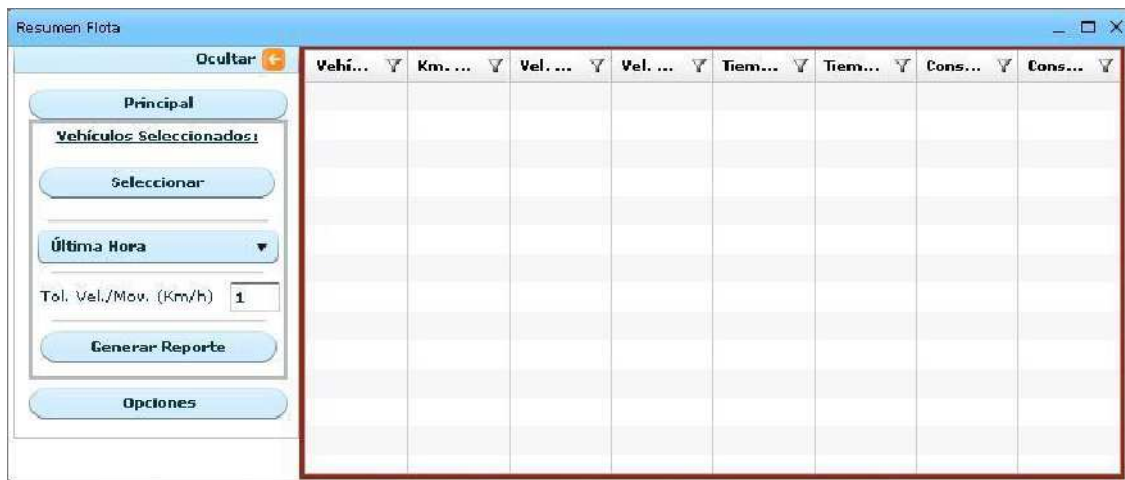 Resumen Flota
Ocultar
Principal
Vehículos Seleccionados:
Seleccionar
Última Hora
Tol. Vel./Mov. (Km/h) 1
Generar Reporte
Opciones
Vehí... Km. ... Vel. ... Vel. ... Tiem... Tiem... Cons... Cons...